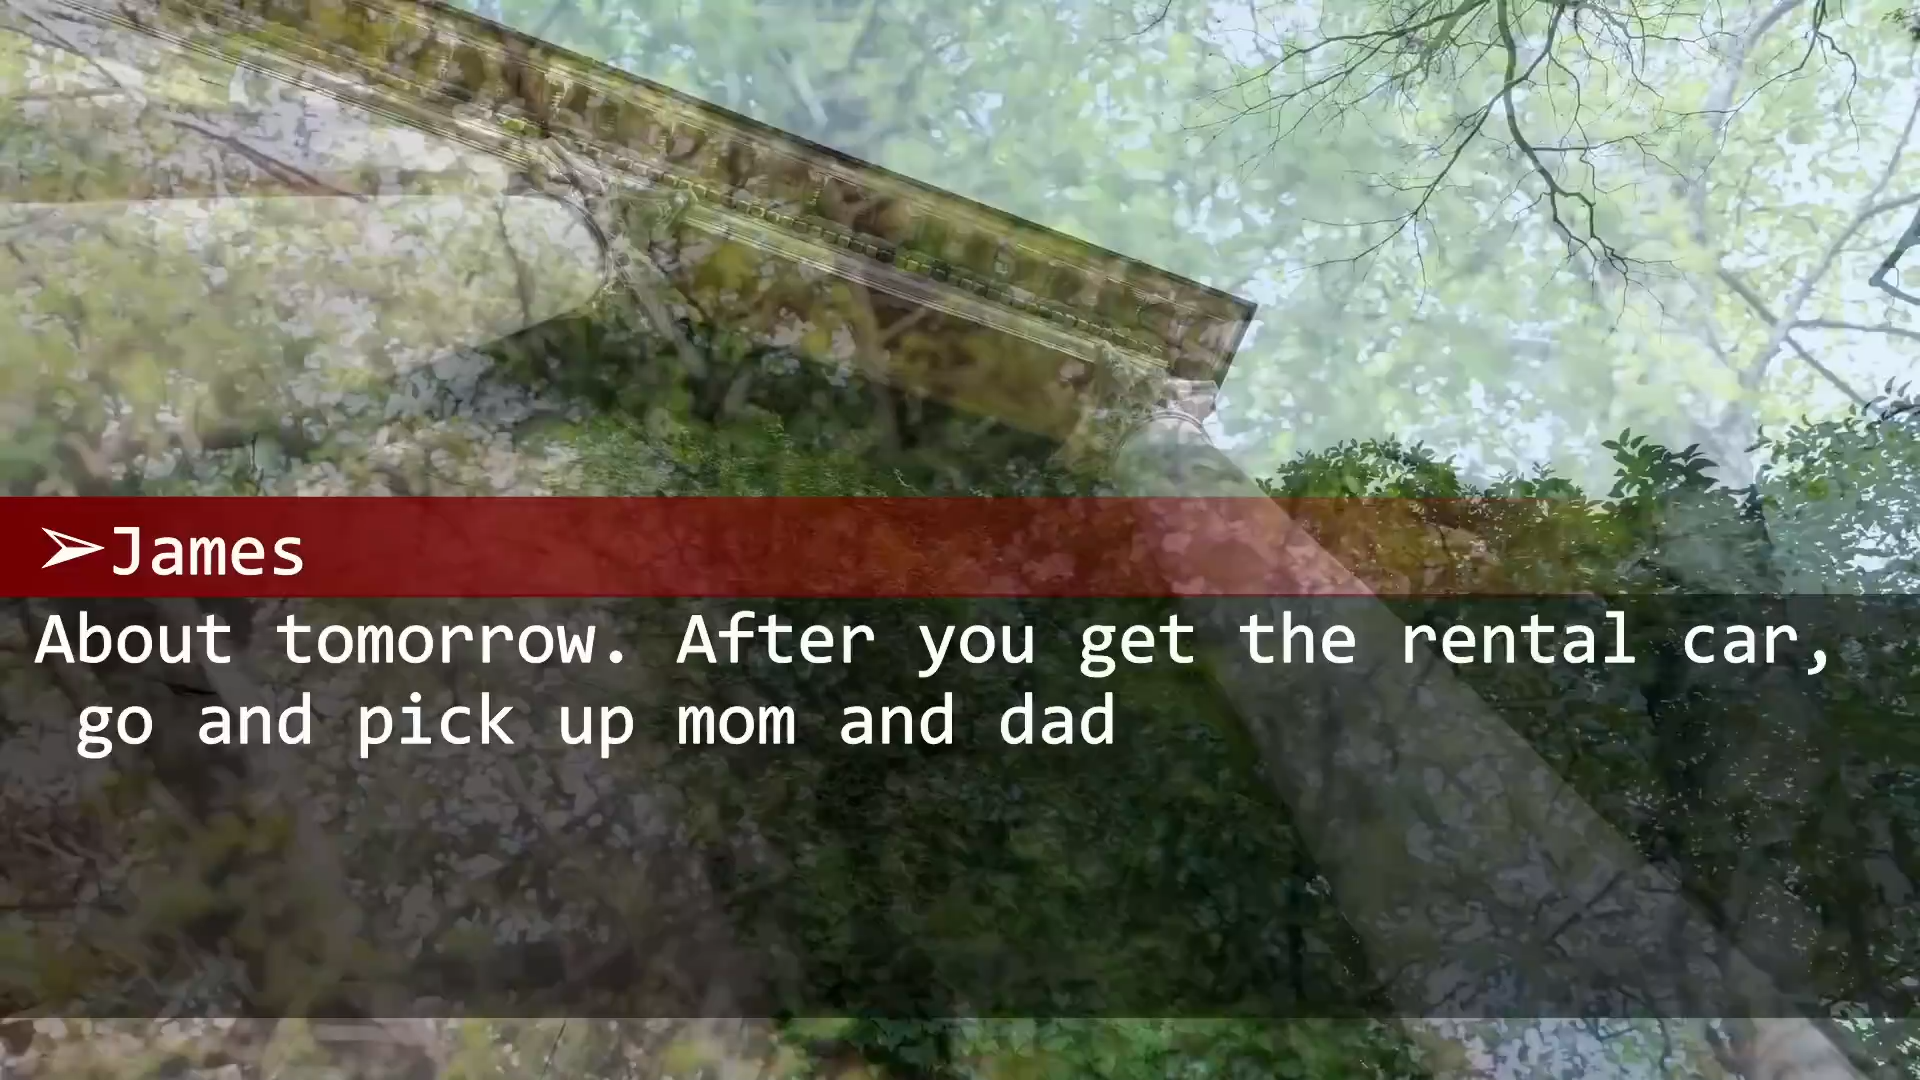 ➢James
About tomorrow. After you get the rental car,
go and pick up mom and dad